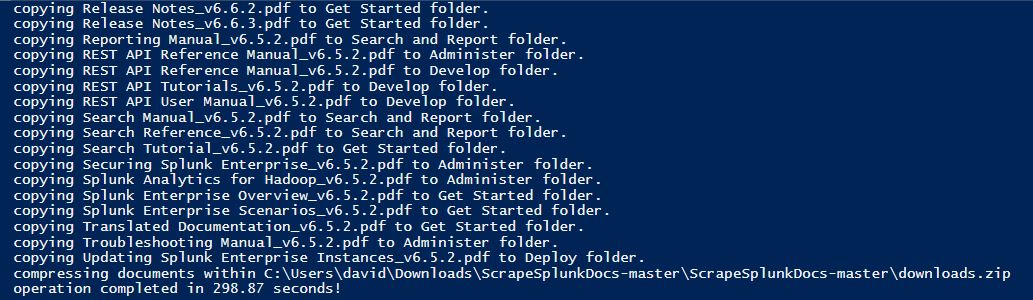 copying Release Notes_v6.6.2.pdf to Get Started folder.
copying Release Notes_v6.6.3.pdf to Get Started folder.
copying Reporting Manual_v6.5.2.pdf to Search and Report folder.
copying REST API Reference Manual_v6.5.2.pdf to Administer folder.
copying REST API Reference Manual_v6.5.2.pdf to Develop folder.
copying REST API Tutorials_v6.5.2.pdf to Develop folder.
copying REST API User Manual_v6.5.2.pdf to Develop folder.
copying Search Manual_v6.5.2.pdf to Search and Report folder.
copying Search Reference_v6.5.2.pdf to Search and Report folder.
copying Search Tutorial_v6.5.2.pdf to Get Started folder.
copying Securing Splunk Enterprise_v6.5.2.pdf to Administer folder.
copying Splunk Analytics for Hadoop_v6.5.2.pdf to Administer folder.
copying Splunk Enterprise Overview_v6.5.2.pdf to Get Started folder.
copying Splunk Enterprise Scenarios_v6.5.2.pdf to Get Started folder.
copying Translated Documentation_v6.5.2.pdf to Get Started folder.
copying Troubleshooting Manual_v6.5.2.pdf to Administer folder.
copying Updating Splunk Enterprise Instances_v6.5.2.pdf to Deploy folder.
compressing documents within C:\Users\david\Downloads\ScrapeSplunkDocs-master\ScrapeSplunkDocs-master\downloads.zip
operation completed in 298.87 seconds!